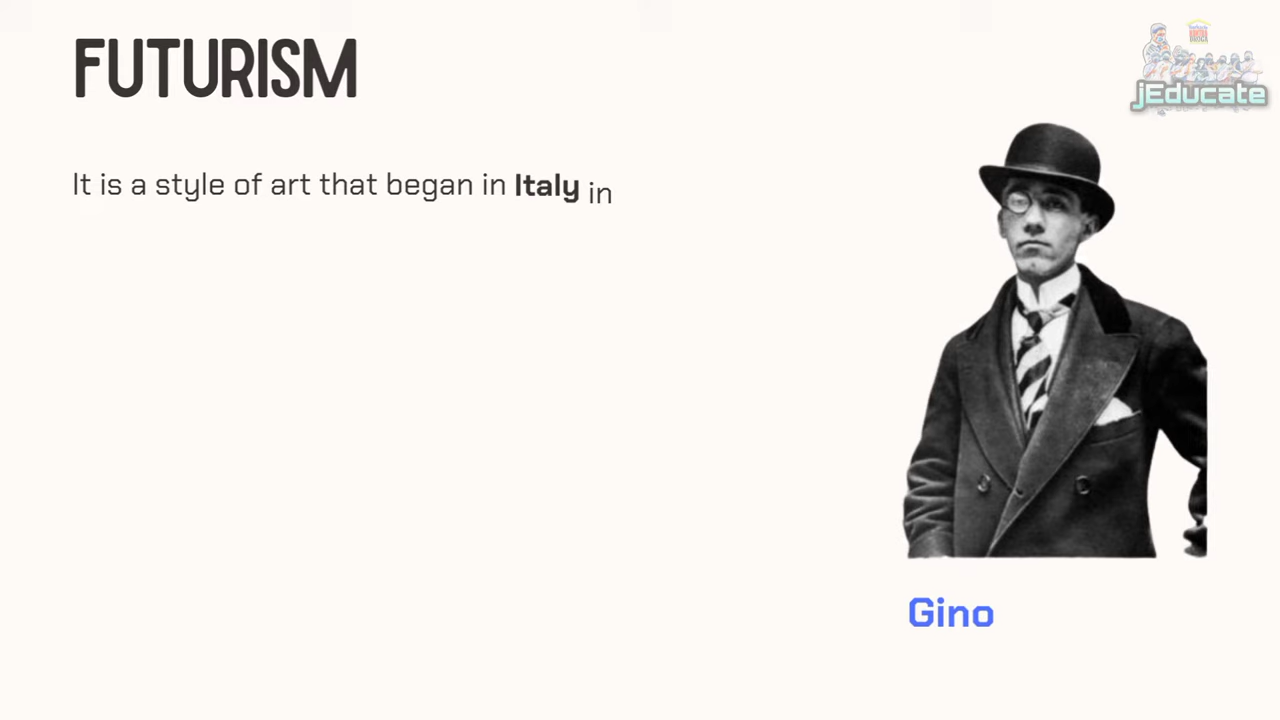 FUTURISM
jEducate
It is a style of art that began in Italy in
Gino